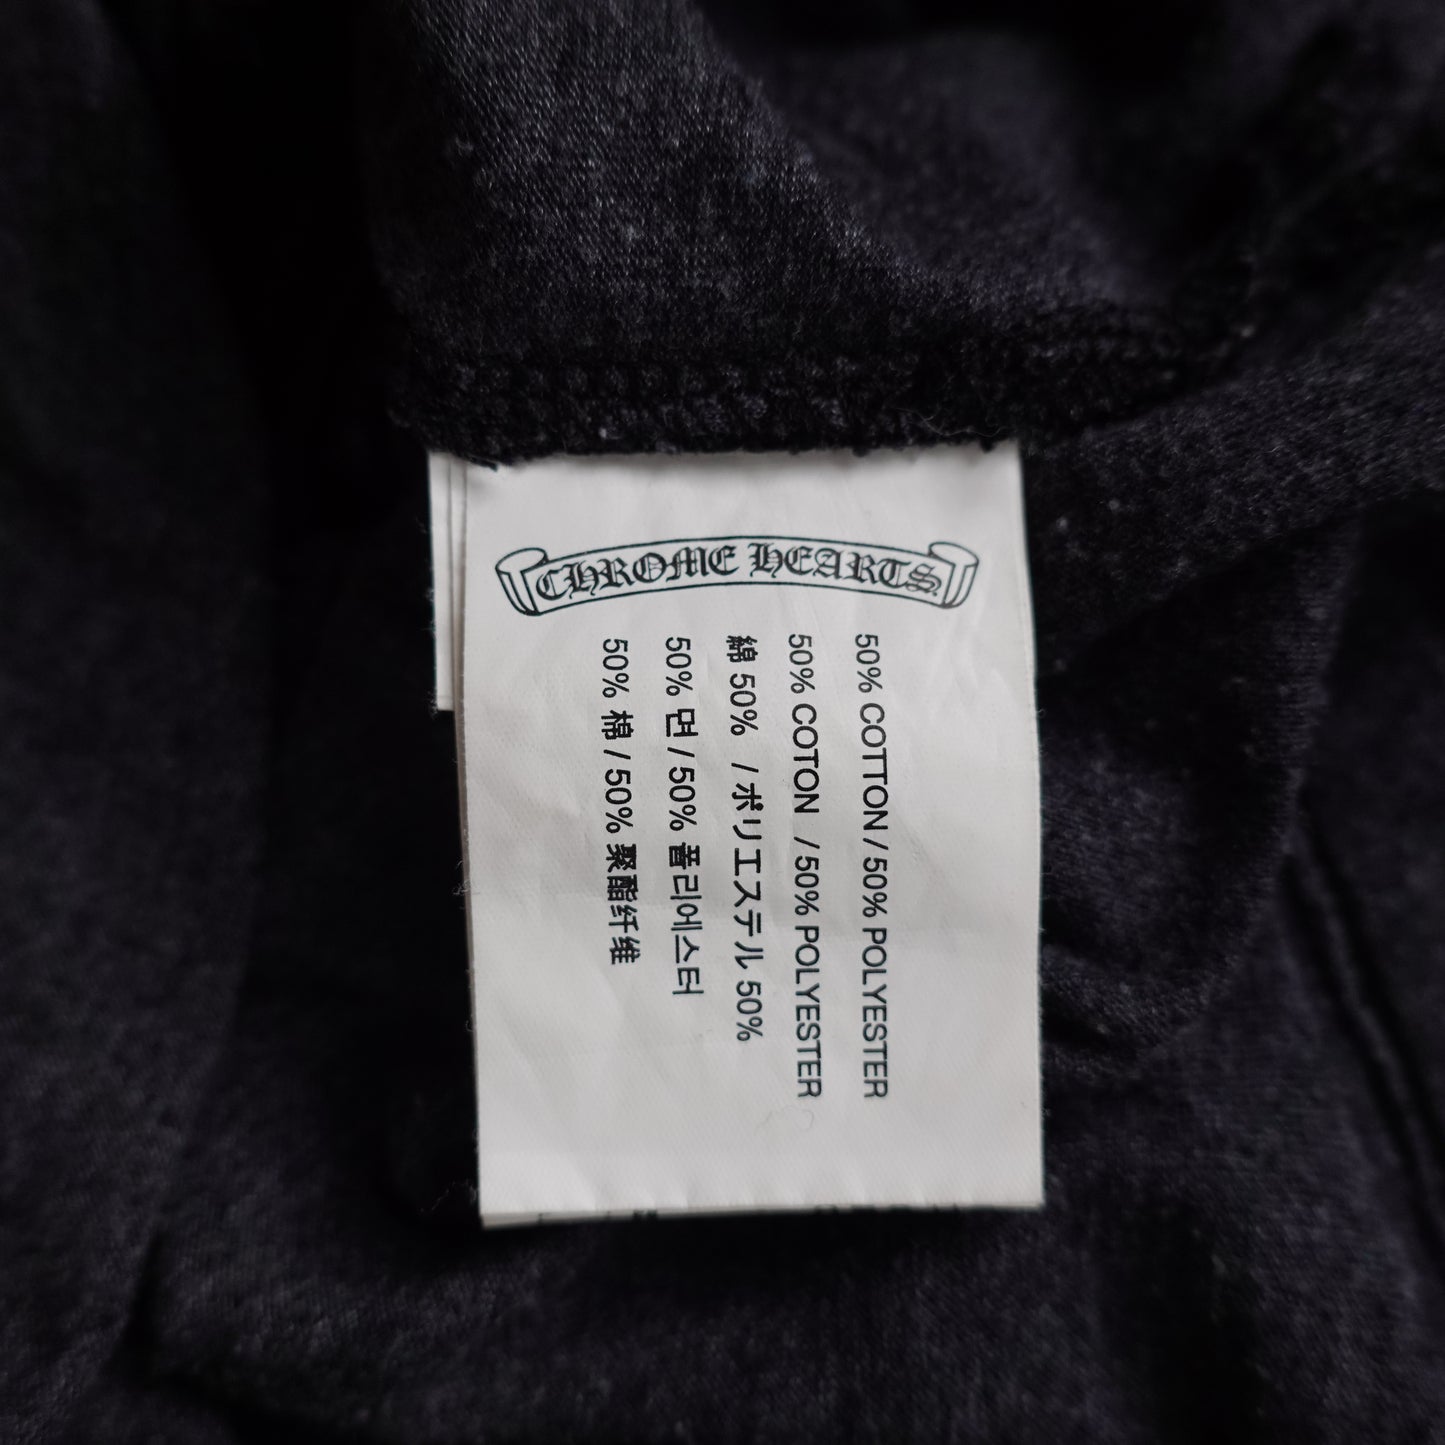 CHROME HEARTS
50% COTTON / 50% POLYESTER
50% COTON / 50% POLYESTER
綿 50% / ポリエステル 50%
50% 면 / 50% 폴리에스터
50% 棉 / 50% 聚酯纤维